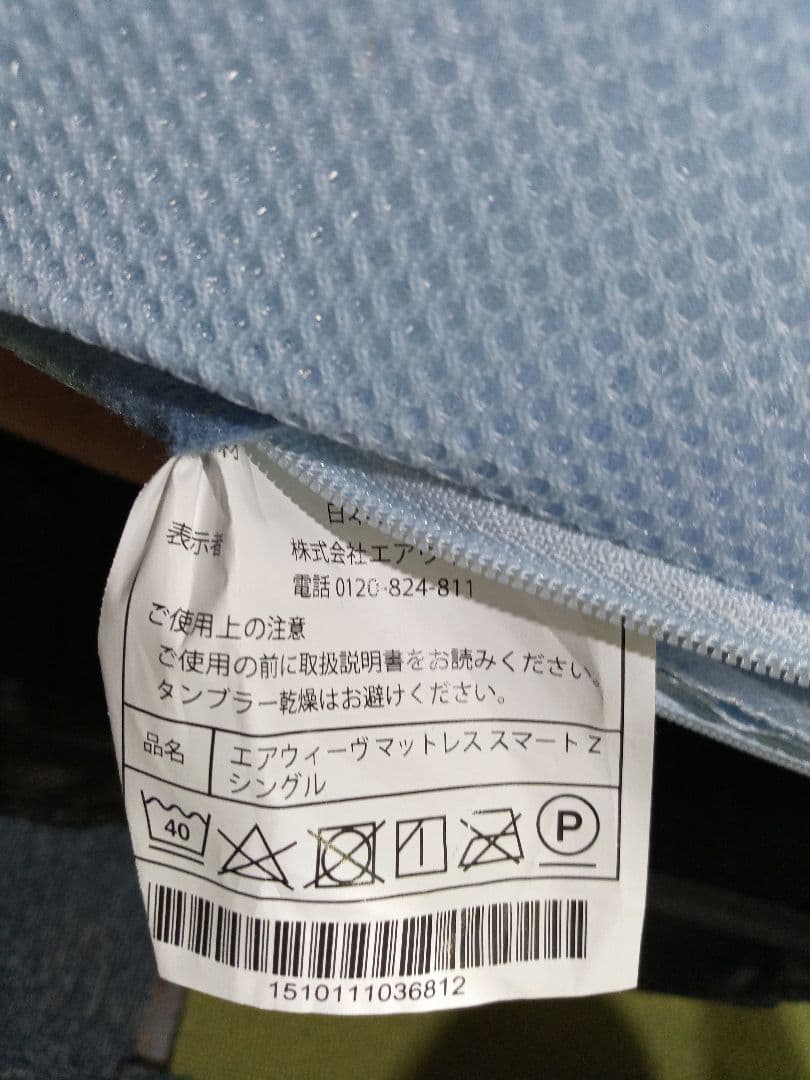 材
表示者
株式会社エアウィ
電話 0120-824-811
ご使用上の注意
ご使用の前に取扱説明書をお読みください。
タンブラー乾燥はお避けください。
品名
エアウィーヴ マットレス スマート Z
シングル
40
P
1510111036812